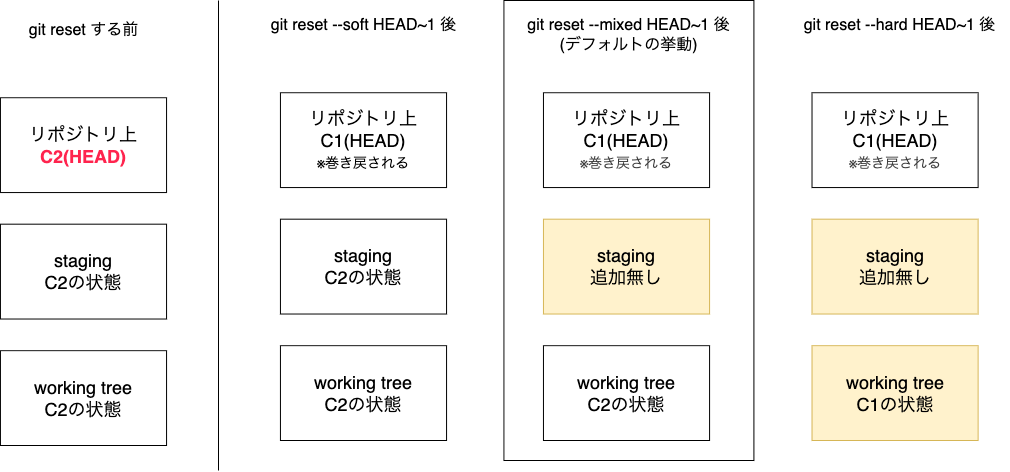 git reset する前
リポジトリ上
C2(HEAD)
staging
C2の状態
working tree
C2の状態
git reset --soft HEAD~1 後
リポジトリ上
C1(HEAD)
※巻き戻される
staging
C2の状態
working tree
C2の状態
git reset --mixed HEAD~1 後
(デフォルトの挙動)
リポジトリ上
C1(HEAD)
※巻き戻される
staging
追加無し
working tree
C2の状態
git reset --hard HEAD~1 後
リポジトリ上
C1(HEAD)
※巻き戻される
staging
追加無し
working tree
C1の状態